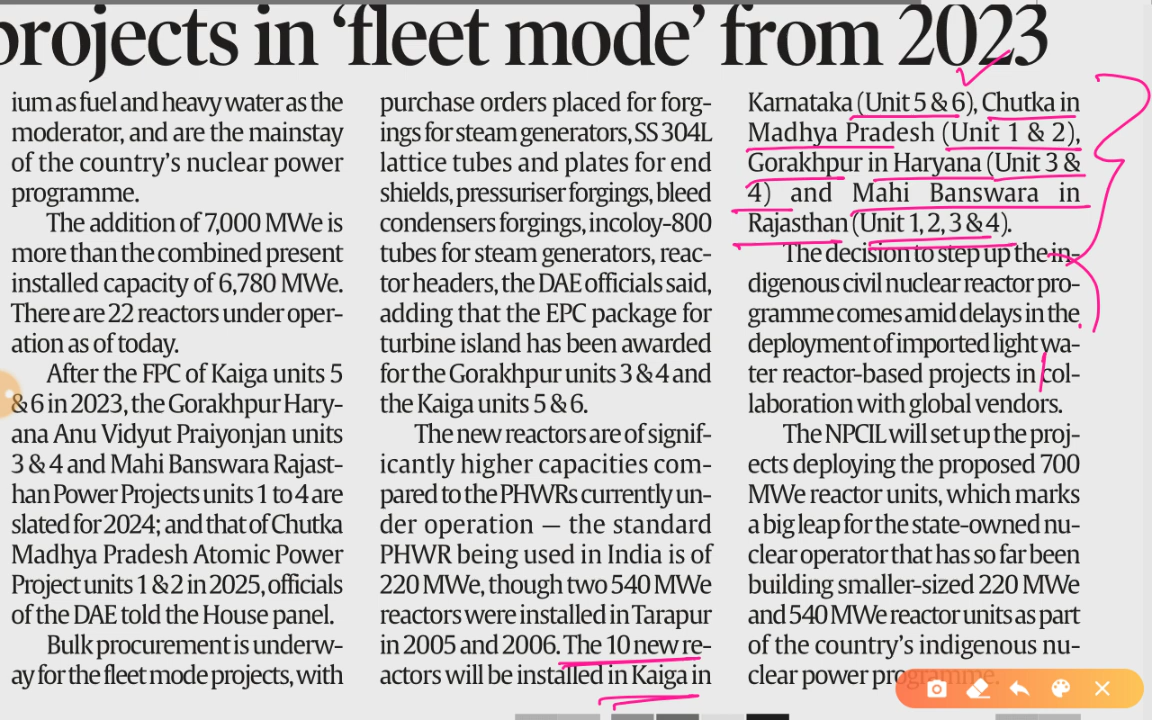 projects in ‘fleet mode’ from 2023
ium as fuel and heavy water as the
moderator, and are the mainstay
of the country’s nuclear power
programme.
The addition of 7,000 MWe is
more than the combined present
installed capacity of 6,780 MWe.
There are 22 reactors under oper-
ation as of today.
After the FPC of Kaiga units 5
& 6 in 2023, the Gorakhpur Hary-
ana Anu Vidyut Praiyonjan units
3 & 4 and Mahi Banswara Rajast-
han Power Projects units 1 to 4 are
slated for 2024; and that of Chutka
Madhya Pradesh Atomic Power
Project units 1 & 2 in 2025, officials
of the DAE told the House panel.
Bulk procurement is underw-
ay for the fleet mode projects, with
purchase orders placed for forg-
ings for steam generators, SS 304L
lattice tubes and plates for end
shields, pressuriser forgings, bleed
condensers forgings, incoloy-800
tubes for steam generators, reac-
tor headers, the DAE officials said,
adding that the EPC package for
turbine island has been awarded
for the Gorakhpur units 3 & 4 and
the Kaiga units 5 & 6.
The new reactors are of signif-
icantly higher capacities com-
pared to the PHWRs currently un-
der operation — the standard
PHWR being used in India is of
220 MWe, though two 540 MWe
reactors were installed in Tarapur
in 2005 and 2006. The 10 new re-
actors will be installed in Kaiga in
Karnataka (Unit 5 & 6), Chutka in
Madhya Pradesh (Unit 1 & 2),
Gorakhpur in Haryana (Unit 3 &
4) and Mahi Banswara in
Rajasthan (Unit 1, 2, 3 & 4).
The decision to step up the in-
digenous civil nuclear reactor pro-
gramme comes amid delays in the
deployment of imported light wa-
ter reactor-based projects in col-
laboration with global vendors.
The NPCIL will set up the proj-
ects deploying the proposed 700
MWe reactor units, which marks
a big leap for the state-owned nu-
clear operator that has so far been
building smaller-sized 220 MWe
and 540 MWe reactor units as part
of the country’s indigenous nu-
clear power programme.